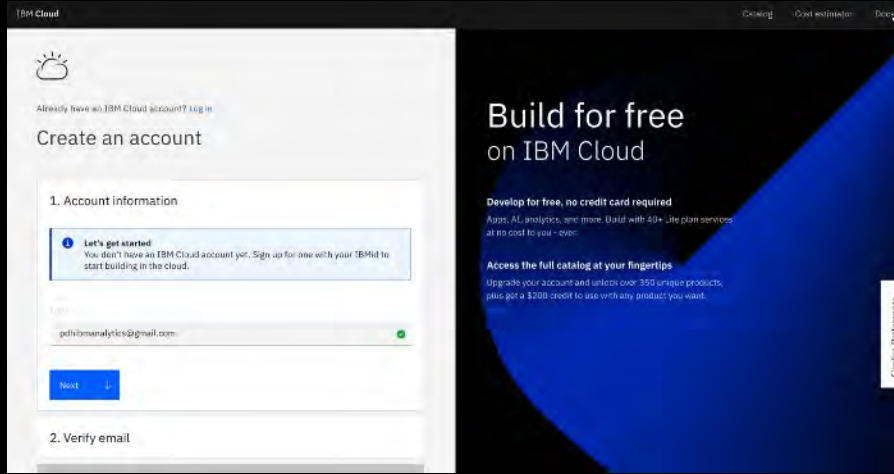 IBM Cloud
Catalog
Cost estimator
Already have an IBM Cloud account? Log in
Create an account
1. Account information
Let's get started
You don't have an IBM Cloud account yet. Sign up for one with your IBMid to
start building in the cloud.
pdhibmanalytics@gmail.com
Next
2. Verify email
Build for free
on IBM Cloud
Develop for free, no credit card required
Apps, AI, analytics, and more. Build with 40+ Lite plan services
at no cost to you - ever.
Access the full catalog at your fingertips
Upgrade your account and unlock over 350 unique products,
plus get a $200 credit to use with any product you want.